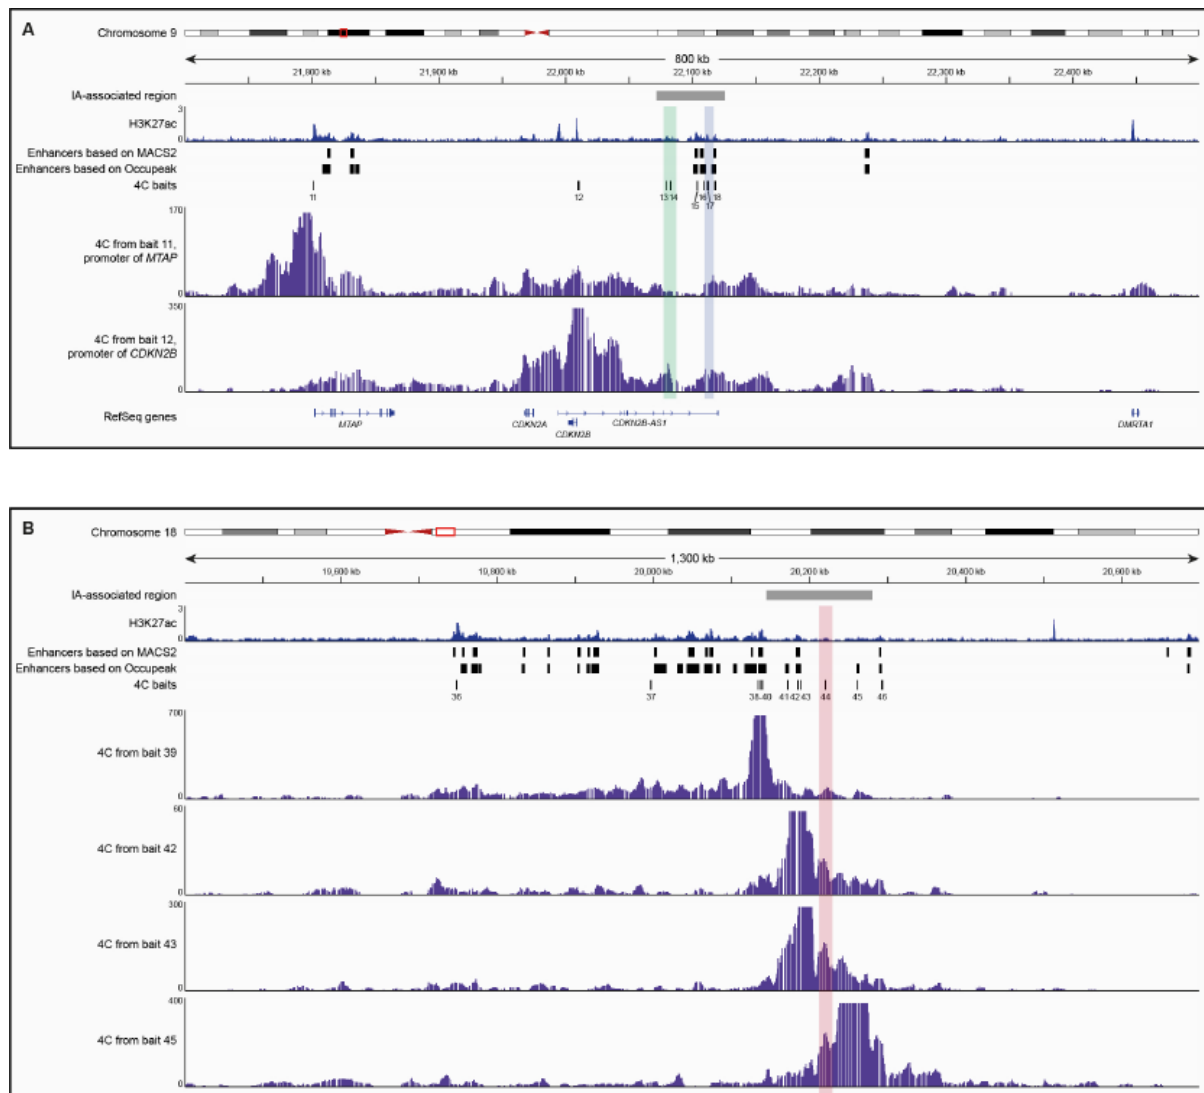 A
Chromosome 9
800 kb
21,800 kb 21,900 kb 22,000 kb 22,100 kb 22,200 kb 22,300 kb 22,400 kb
IA-associated region
3
H3K27ac
0
Enhancers based on MACS2
Enhancers based on Occupeak
4C baits
11 12 13 14 16 18
15 17
170
4C from bait 11,
promoter of MTAP
0
350
4C from bait 12,
promoter of CDKN2B
0
RefSeq genes
MTAP CDKN2A CDKN2B-AS1 DMRTA1
CDKN2B
B
Chromosome 18
1,300 kb
19,600 kb 19,800 kb 20,000 kb 20,200 kb 20,400 kb 20,600 kb
IA-associated region
3
H3K27ac
0
Enhancers based on MACS2
Enhancers based on Occupeak
4C baits
36 37 38-40 41 42 43 44 45 46
700
4C from bait 39
0
60
4C from bait 42
0
300
4C from bait 43
0
400
4C from bait 45
0